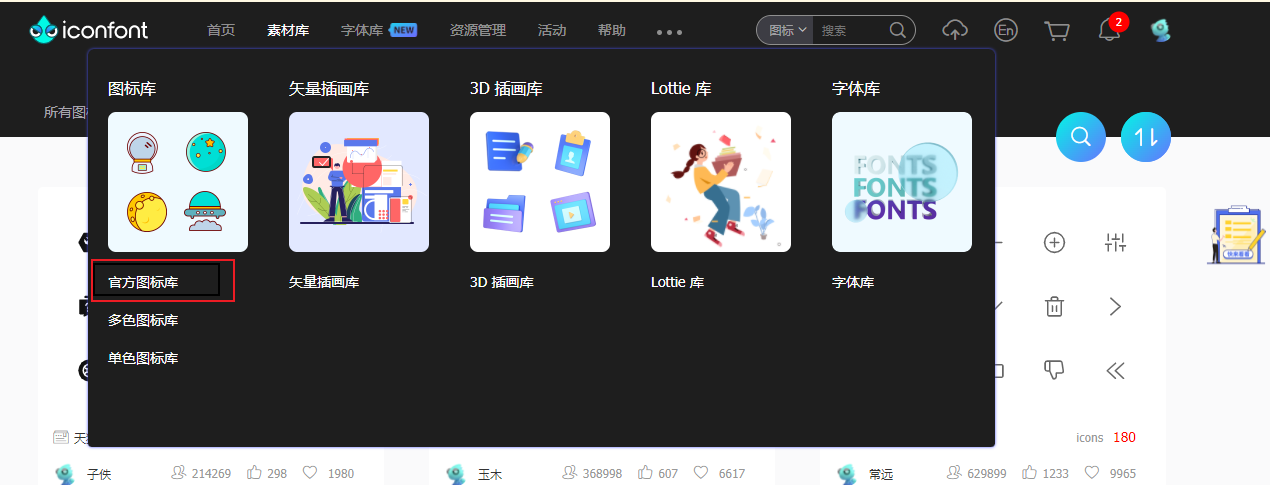 iconfont 首页 素材库 字体库 NEW 资源管理 活动 帮助 图标 搜索 En 2
图标库 矢量插画库 3D 插画库 Lottie 库 字体库
所有图
FONTS
FONTS
FONTS
官方图标库 矢量插画库 3D 插画库 Lottie 库 字体库
多色图标库
单色图标库
icons 180
子佚 214269 298 1980 玉木 368998 607 6617 常远 629899 1233 9965